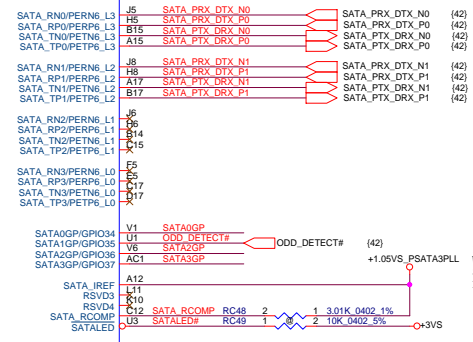 SATA_RN0/PERN6_L3 J5 SATA_PRX_DTX_N0 SATA_PRX_DTX_N0 {42}
SATA_RP0/PERP6_L3 H5 SATA_PRX_DTX_P0 SATA_PRX_DTX_P0 {42}
SATA_TN0/PETN6_L3 B15 SATA_PTX_DRX_N0 SATA_PTX_DRX_N0 {42}
SATA_TP0/PETP6_L3 A15 SATA_PTX_DRX_P0 SATA_PTX_DRX_P0 {42}
SATA_RN1/PERN6_L2 J8 SATA_PRX_DTX_N1 SATA_PRX_DTX_N1 {42}
SATA_RP1/PERP6_L2 H8 SATA_PRX_DTX_P1 SATA_PRX_DTX_P1 {42}
SATA_TN1/PETN6_L2 A17 SATA_PTX_DRX_N1 SATA_PTX_DRX_N1 {42}
SATA_TP1/PETP6_L2 B17 SATA_PTX_DRX_P1 SATA_PTX_DRX_P1 {42}
SATA_RN2/PERN6_L1 J6
SATA_RP2/PERP6_L1 H6
SATA_TN2/PETN6_L1 B14
SATA_TP2/PETP6_L1 C15
SATA_RN3/PERN6_L0 F5
SATA_RP3/PERP6_L0 E5
SATA_TN3/PETN6_L0 C17
SATA_TP3/PETP6_L0 D17
SATA0GP/GPIO34 V1 SATA0GP
SATA1GP/GPIO35 U1 ODD_DETECT# ODD_DETECT# {42}
SATA2GP/GPIO36 V6 SATA2GP
SATA3GP/GPIO37 AC1 SATA3GP
+1.05VS_PSATA3PLL
SATA_IREF A12
RSVD3 L11
RSVD4 K10
SATA_RCOMP C12 SATA_RCOMP RC48 2 1 3.01K_0402_1%
SATALED U3 SATALED# RC49 1 @ 2 10K_0402_5% +3VS